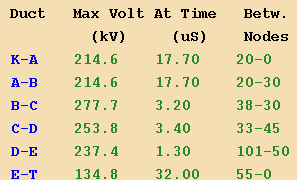 Duct Max Volt At Time Betw.
(kV) (uS) Nodes
K-A 214.6 17.70 20-0
A-B 214.6 17.70 20-30
B-C 277.7 3.20 38-30
C-D 253.8 3.40 33-45
D-E 237.4 1.30 101-50
E-T 134.8 32.00 55-0